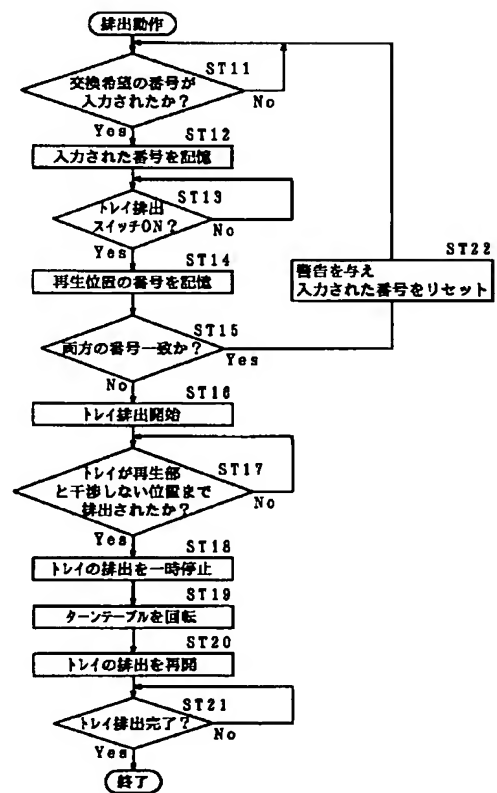 排出動作
ST11
交換希望の番号が
入力されたか？
No
Yes
ST12
入力された番号を記憶
ST13
トレイ排出
スイッチON？
No
Yes
ST14
再生位置の番号を記憶
ST22
警告を与え
入力された番号をリセット
ST15
両方の番号一致か？
Yes
No
ST16
トレイ排出開始
ST17
トレイが再生部
と干渉しない位置まで
排出されたか？
No
Yes
ST18
トレイの排出を一時停止
ST19
ターンテーブルを回転
ST20
トレイの排出を再開
ST21
トレイ排出完了？
No
Yes
終了